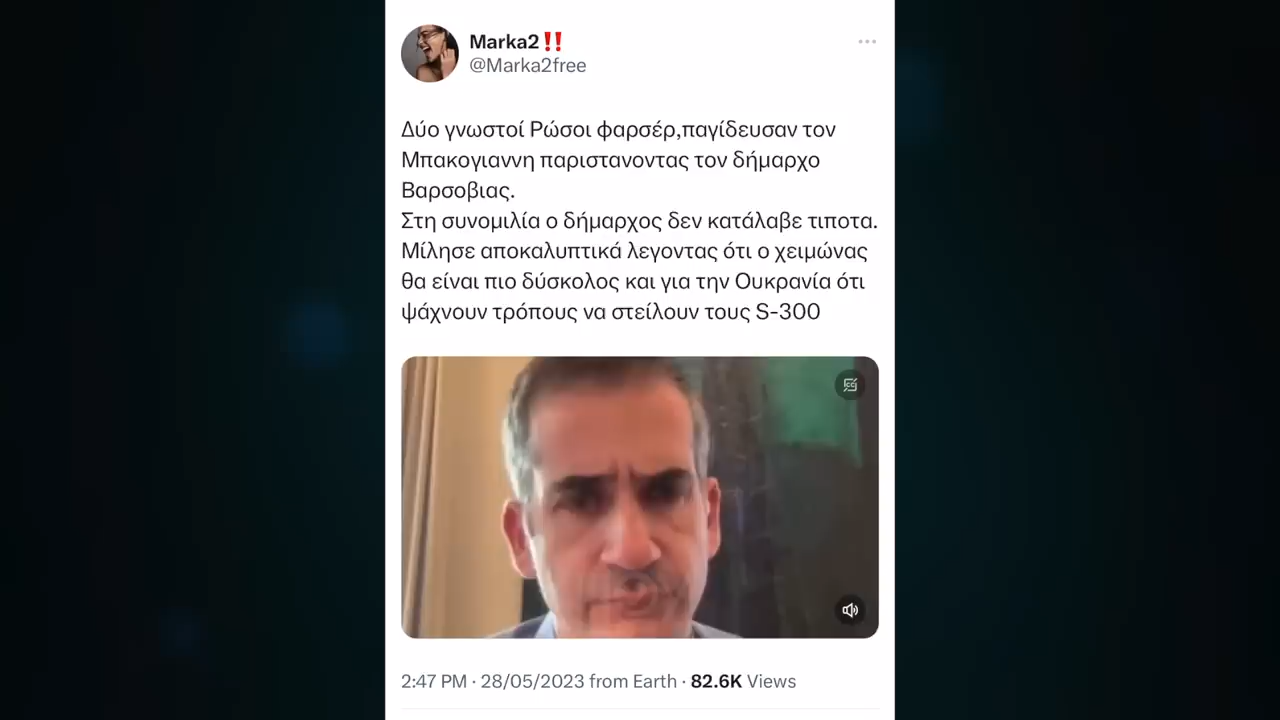 Marka2‼️
@Marka2free
Δύο γνωστοί Ρώσοι φαρσέρ,παγίδευσαν τον
Μπακογιαννη παριστανοντας τον δήμαρχο
Βαρσοβιας.
Στη συνομιλία ο δήμαρχος δεν κατάλαβε τιποτα.
Μίλησε αποκαλυπτικά λεγοντας ότι ο χειμώνας
θα είναι πιο δύσκολος και για την Ουκρανία ότι
ψάχνουν τρόπους να στείλουν τους S-300
2:47 PM · 28/05/2023 from Earth · 82.6K Views